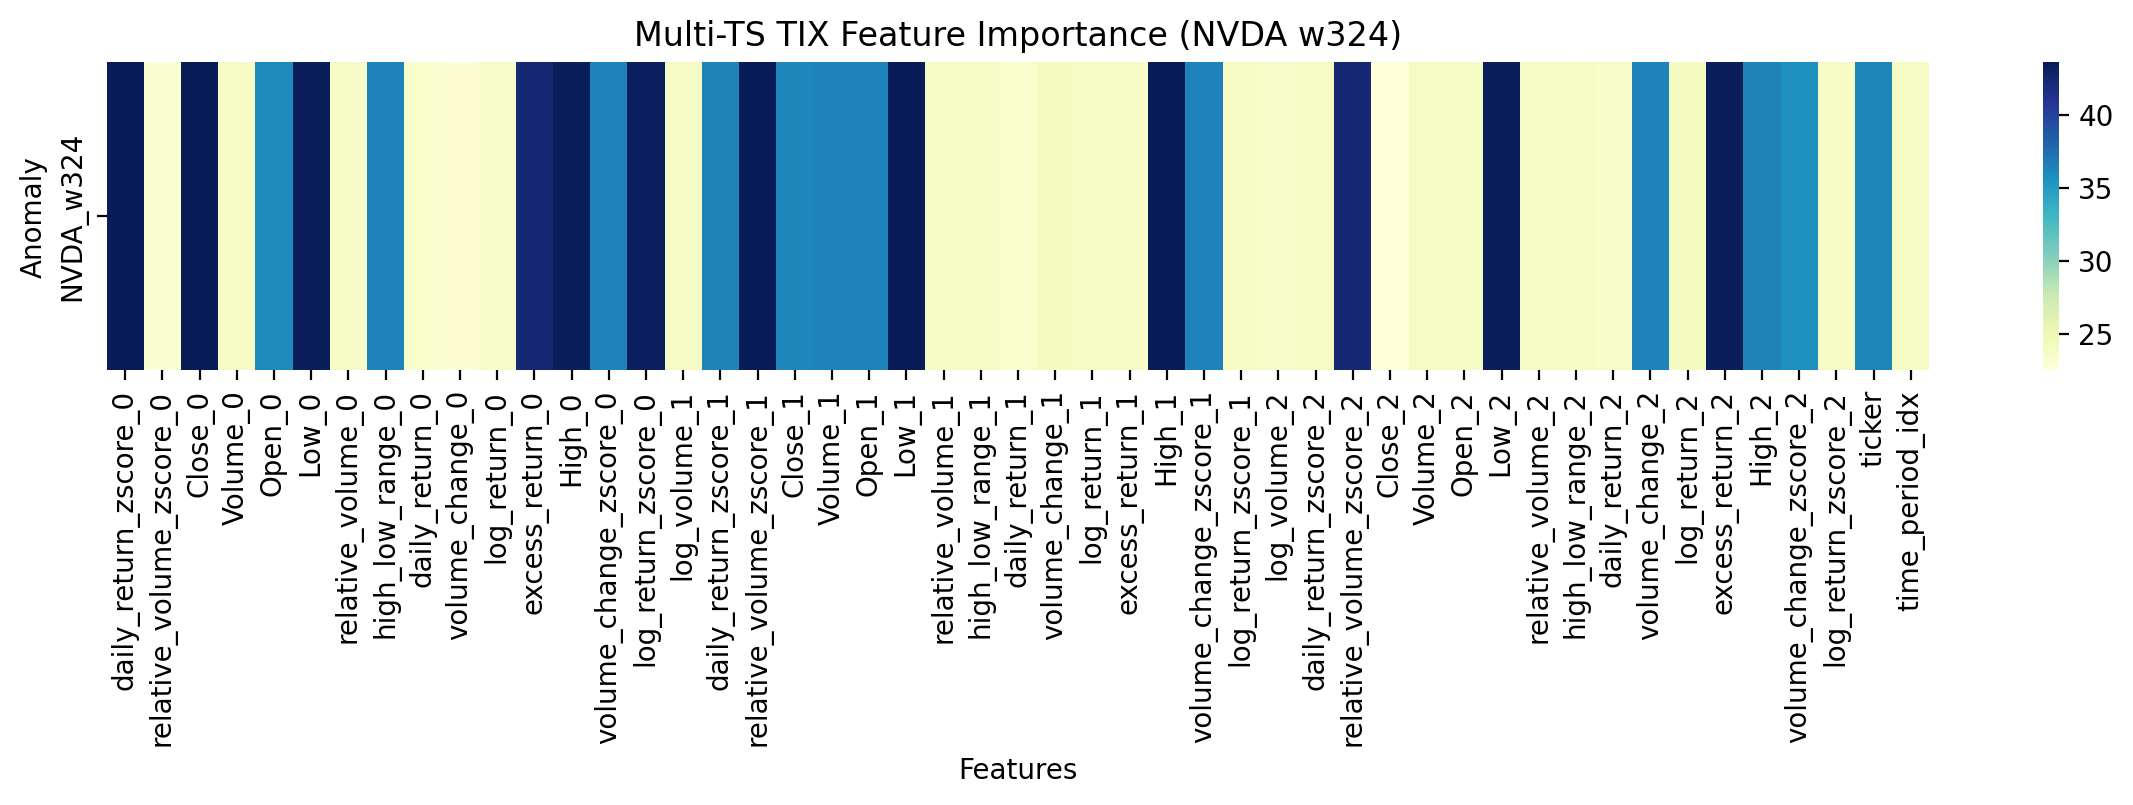 Multi-TS TIX Feature Importance (NVDA w324)
Anomaly
NVDA_w324
40
35
30
25
daily_return_zscore_0
relative_volume_zscore_0
Close_0
Volume_0
Open_0
Low_0
relative_volume_0
high_low_range_0
daily_return_0
volume_change_0
log_return_0
excess_return_0
High_0
volume_change_zscore_0
log_return_zscore_0
log_volume_1
daily_return_zscore_1
relative_volume_zscore_1
Close_1
Volume_1
Open_1
Low_1
relative_volume_1
high_low_range_1
daily_return_1
volume_change_1
log_return_1
excess_return_1
High_1
volume_change_zscore_1
log_return_zscore_1
log_volume_2
daily_return_zscore_2
relative_volume_zscore_2
Close_2
Volume_2
Open_2
Low_2
relative_volume_2
high_low_range_2
daily_return_2
volume_change_2
log_return_2
excess_return_2
High_2
volume_change_zscore_2
log_return_zscore_2
ticker
time_period_idx
Features